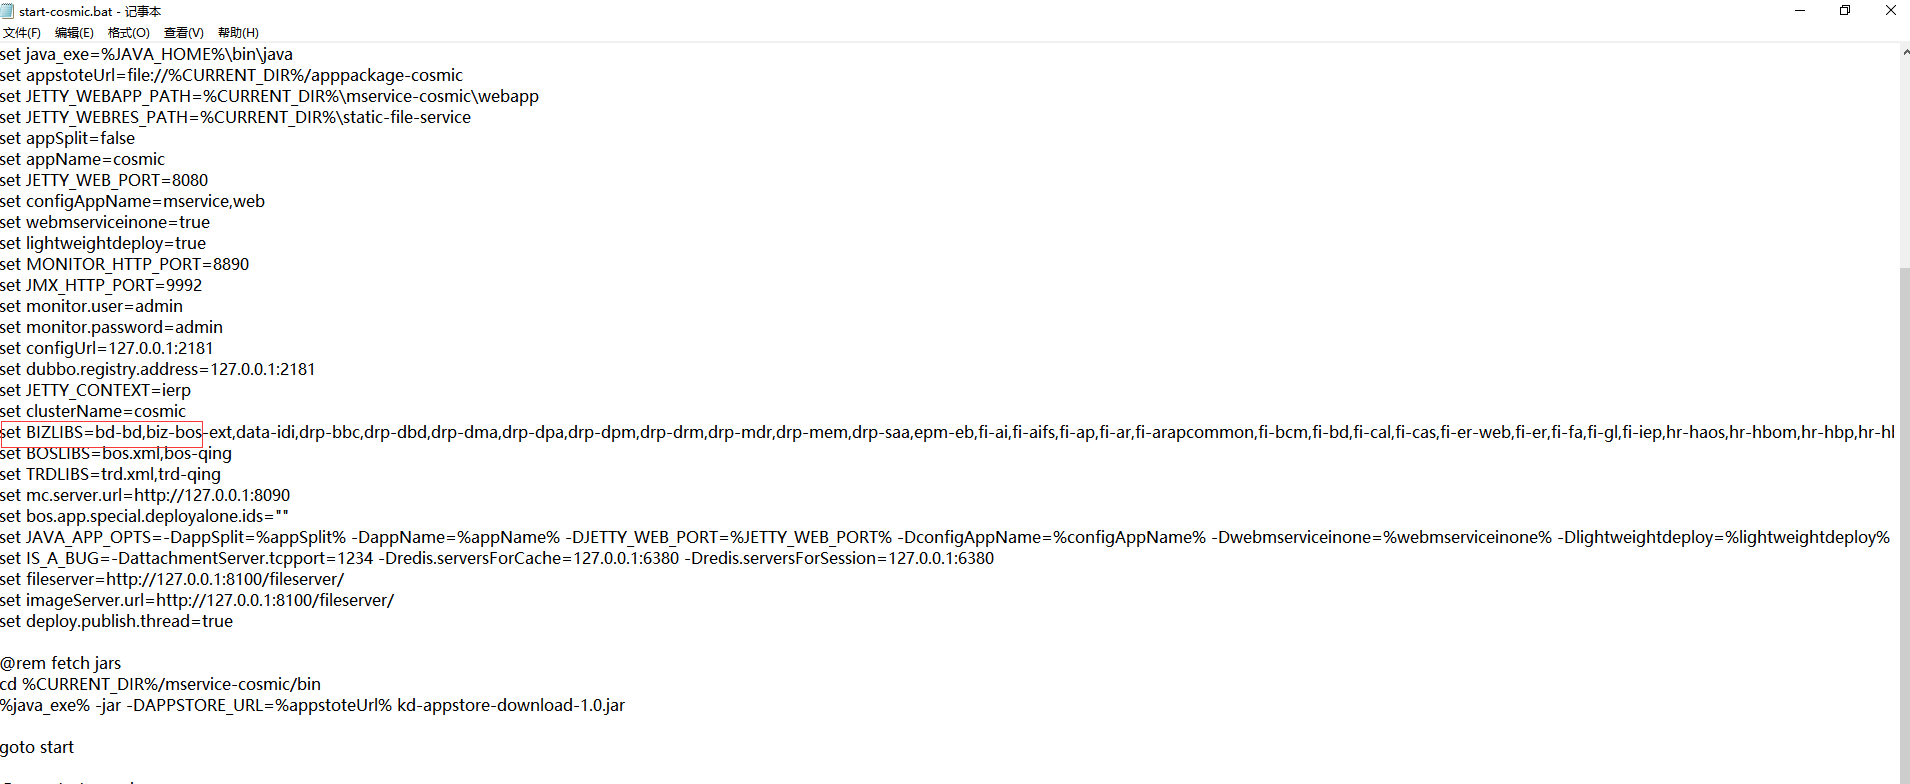 start-cosmic.bat - 记事本
文件(F) 编辑(E) 格式(O) 查看(V) 帮助(H)
set java_exe=%JAVA_HOME%\bin\java
set appstoteUrl=file://%CURRENT_DIR%/apppackage-cosmic
set JETTY_WEBAPP_PATH=%CURRENT_DIR%\mservice-cosmic\webapp
set JETTY_WEBRES_PATH=%CURRENT_DIR%\static-file-service
set appSplit=false
set appName=cosmic
set JETTY_WEB_PORT=8080
set configAppName=mservice,web
set webmserviceinone=true
set lightweightdeploy=true
set MONITOR_HTTP_PORT=8890
set JMX_HTTP_PORT=9992
set monitor.user=admin
set monitor.password=admin
set configUrl=127.0.0.1:2181
set dubbo.registry.address=127.0.0.1:2181
set JETTY_CONTEXT=ierp
set clusterName=cosmic
set BIZLIBS=bd-bd,biz-bos-ext,data-idi,drp-bbc,drp-dbd,drp-dma,drp-dpa,drp-dpm,drp-drm,drp-mdr,drp-mem,drp-saa,epm-eb,fi-ai,fi-aifs,fi-ap,fi-ar,fi-arapcommon,fi-bcm,fi-bd,fi-cal,fi-cas,fi-er-web,fi-er,fi-fa,fi-gl,fi-iep,hr-haos,hr-hbom,hr-hbp,hr-hl
set BOSLIBS=bos.xml,bos-qing
set TRDLIBS=trd.xml,trd-qing
set mc.server.url=http://127.0.0.1:8090
set bos.app.special.deployalone.ids=""
set JAVA_APP_OPTS=-DappSplit=%appSplit% -DappName=%appName% -DJETTY_WEB_PORT=%JETTY_WEB_PORT% -DconfigAppName=%configAppName% -Dwebmserviceinone=%webmserviceinone% -Dlightweightdeploy=%lightweightdeploy%
set IS_A_BUG=-DattachmentServer.tcpport=1234 -Dredis.serversForCache=127.0.0.1:6380 -Dredis.serversForSession=127.0.0.1:6380
set fileserver=http://127.0.0.1:8100/fileserver/
set imageServer.url=http://127.0.0.1:8100/fileserver/
set deploy.publish.thread=true
@rem fetch jars
cd %CURRENT_DIR%/mservice-cosmic/bin
%java_exe% -jar -DAPPSTORE_URL=%appstoteUrl% kd-appstore-download-1.0.jar
goto start